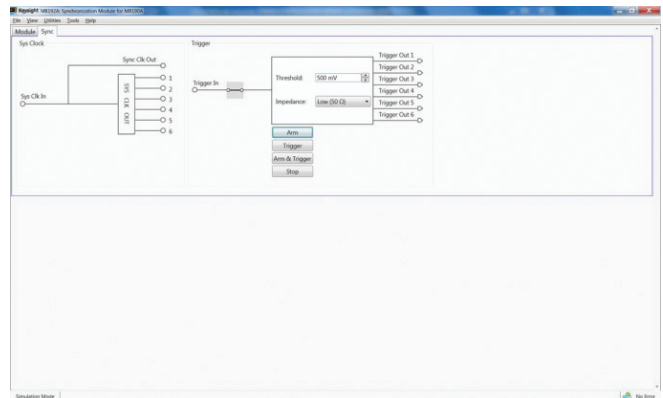 Keysight M8192A: Synchronization Module for M8190A
File View Utilities Tools Help
Module Sync
Sys Clock
Sync Clk Out
Sys Clk In
SYS CLK OUT
1
2
3
4
5
6
Trigger
Trigger In
Threshold: 500 mV
Impedance: Low (50 Ω)
Trigger Out 1
Trigger Out 2
Trigger Out 3
Trigger Out 4
Trigger Out 5
Trigger Out 6
Arm
Trigger
Arm & Trigger
Stop
Simulation Mode
No Error